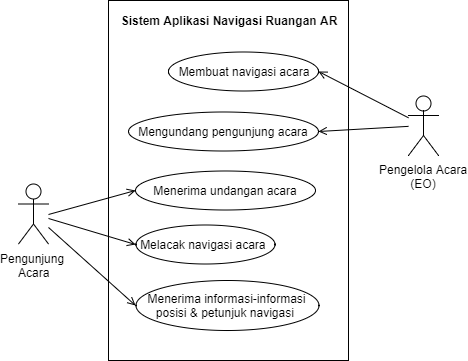 Sistem Aplikasi Navigasi Ruangan AR
Membuat navigasi acara
Mengundang pengunjung acara
Pengelola Acara
(EO)
Menerima undangan acara
Melacak navigasi acara
Pengunjung
Acara
Menerima informasi-informasi
posisi & petunjuk navigasi